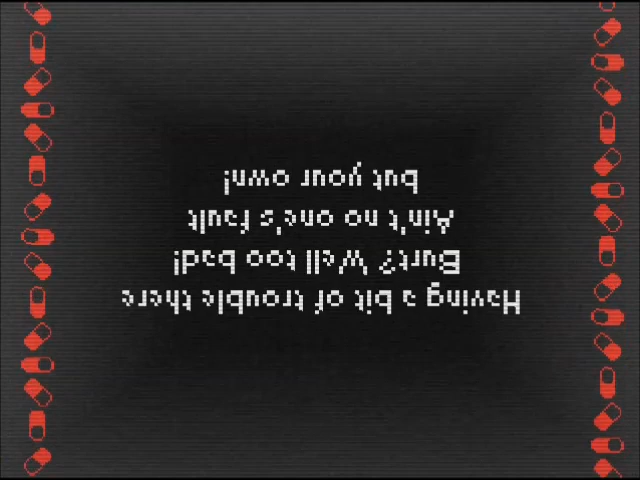 Having a bit of trouble there
Burt? Well too bad!
Ain't no one's fault
but your own!